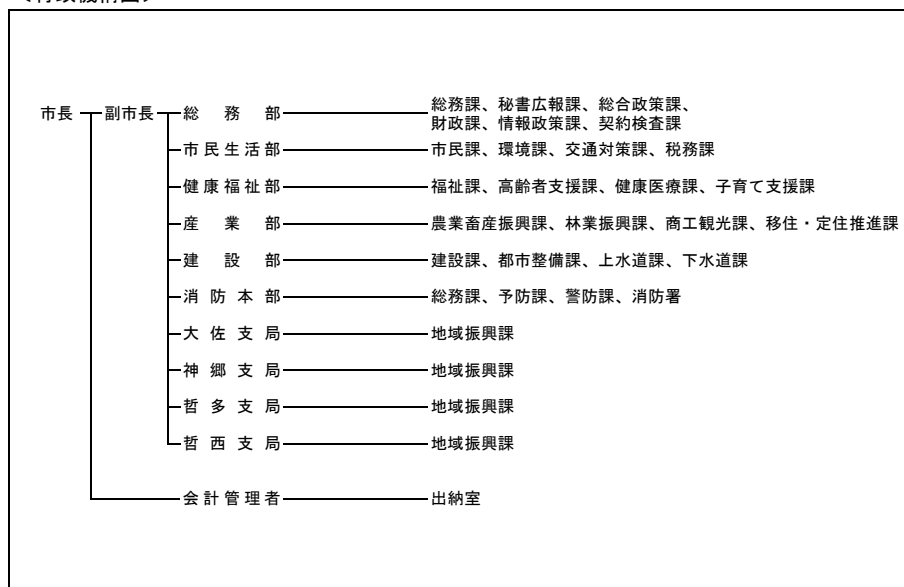 市長 副市長 総務部 総務課、秘書広報課、総合政策課、
財政課、情報政策課、契約検査課
市民生活部 市民課、環境課、交通対策課、税務課
健康福祉部 福祉課、高齢者支援課、健康医療課、子育て支援課
産業部 農業畜産振興課、林業振興課、商工観光課、移住・定住推進課
建設部 建設課、都市整備課、上水道課、下水道課
消防本部 総務課、予防課、警防課、消防署
大佐支局 地域振興課
神郷支局 地域振興課
哲多支局 地域振興課
哲西支局 地域振興課
会計管理者 出納室